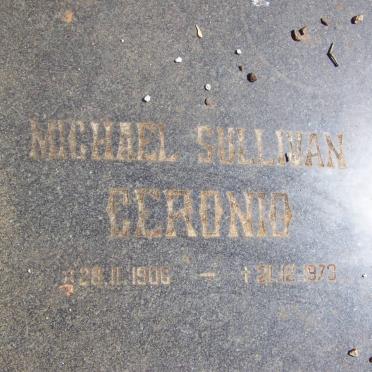 MICHAEL SULLIVAN
CERONIO
* 28.11.1906 — † 21.12.1973